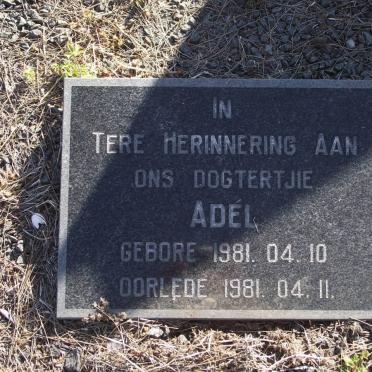 IN
TERE HERINNERING AAN
ONS DOGTERTJIE
ADÉL
GEBORE 1981. 04. 10
OORLEDE 1981. 04. 11.